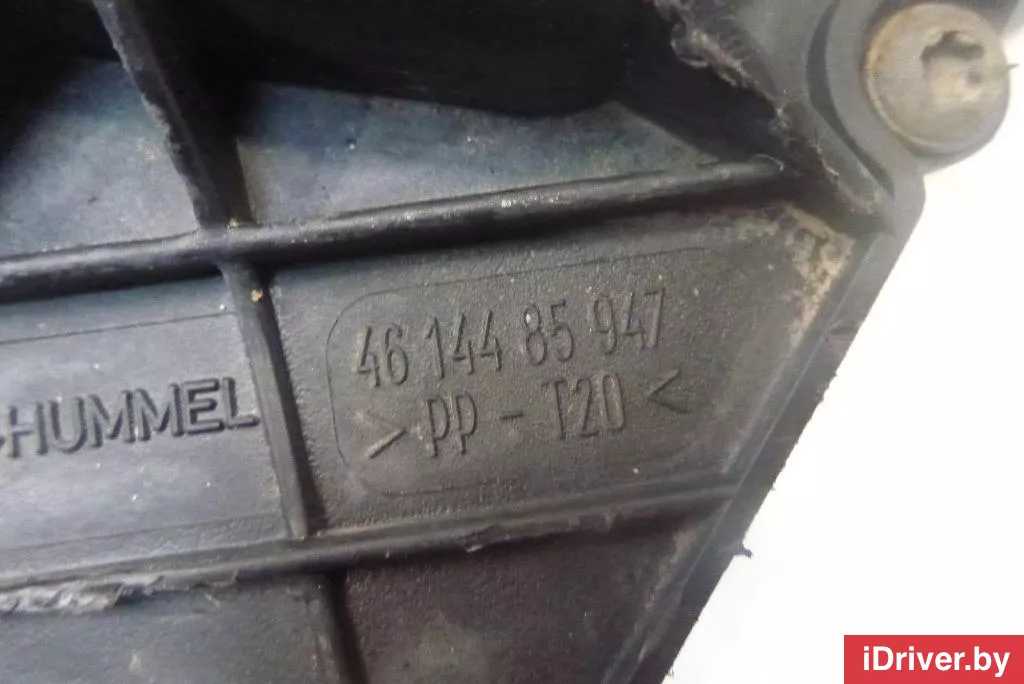 46 144 85 947
> PP - T20 <
HUMMEL
iDriver.by